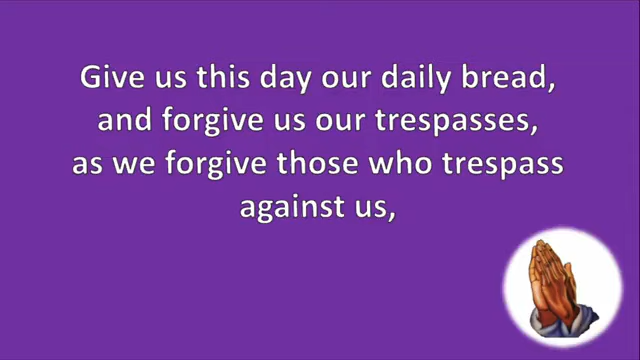 Give us this day our daily bread,
and forgive us our trespasses,
as we forgive those who trespass
against us,